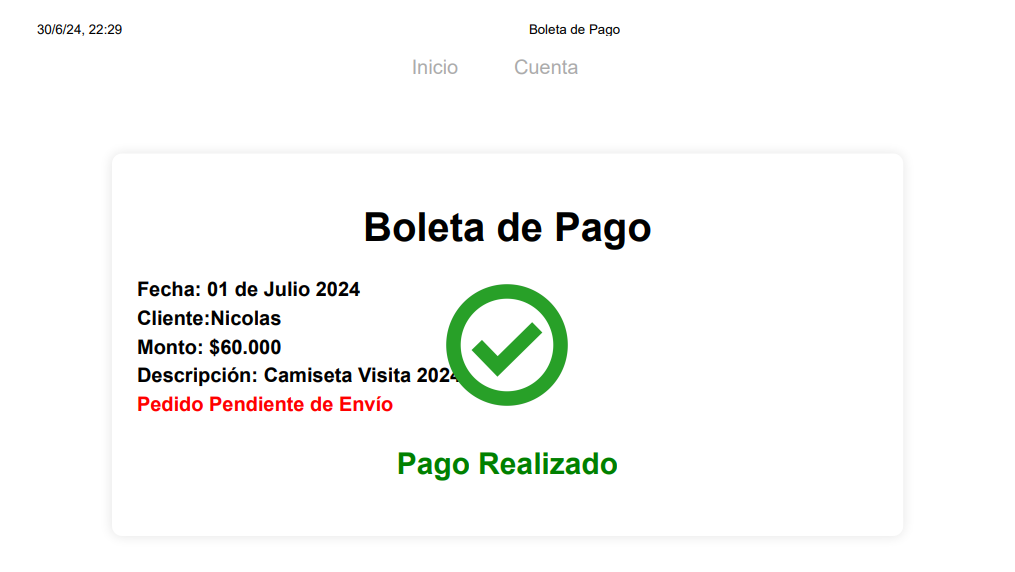 30/6/24, 22:29 Boleta de Pago
Inicio Cuenta
Boleta de Pago
Fecha: 01 de Julio 2024
Cliente:Nicolas
Monto: $60.000
Descripción: Camiseta Visita 2024
Pedido Pendiente de Envío
Pago Realizado